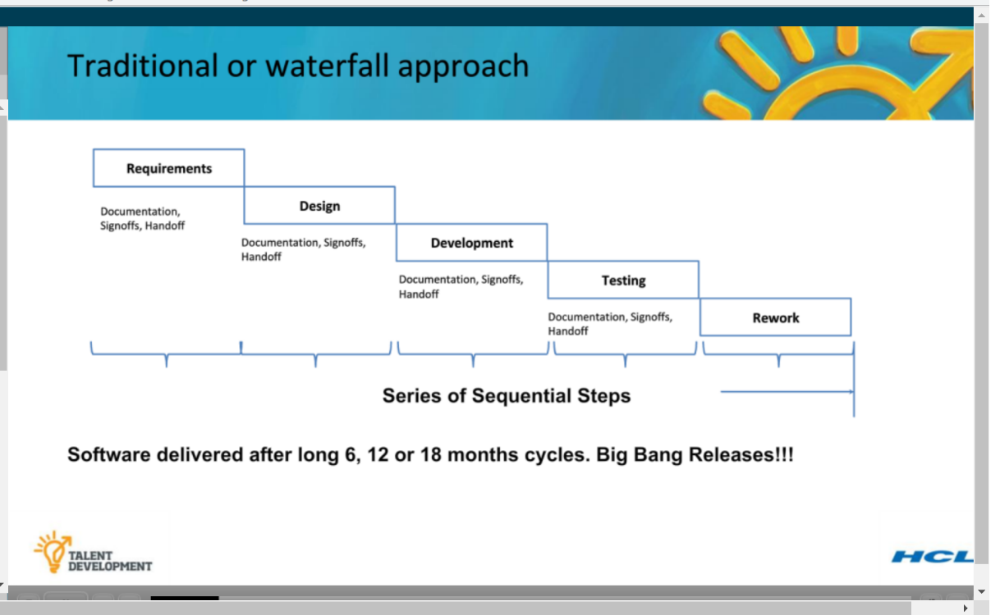 Traditional or waterfall approach
Requirements
Documentation,
Signoffs, Handoff
Design
Documentation, Signoffs,
Handoff
Development
Documentation, Signoffs,
Handoff
Testing
Documentation, Signoffs,
Handoff
Rework
Series of Sequential Steps
Software delivered after long 6, 12 or 18 months cycles. Big Bang Releases!!!
TALENT
DEVELOPMENT
HCL